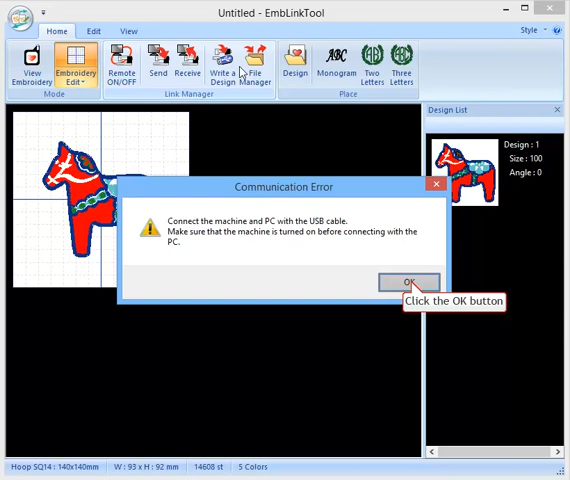 Untitled - EmbLinkTool
Home Edit View Style
View Embroidery
Embroidery Edit
Remote ON/OFF
Send
Receive
Write a Design
File Manager
Design
Monogram
Two Letters
Three Letters
Mode Link Manager Place
Design List
Design : 1
Size : 100
Angle : 0
Communication Error
Connect the machine and PC with the USB cable.
Make sure that the machine is turned on before connecting with the
PC.
OK
Click the OK button
Hoop SQ14 : 140x140mm W : 93 x H : 92 mm 14608 st 5 Colors